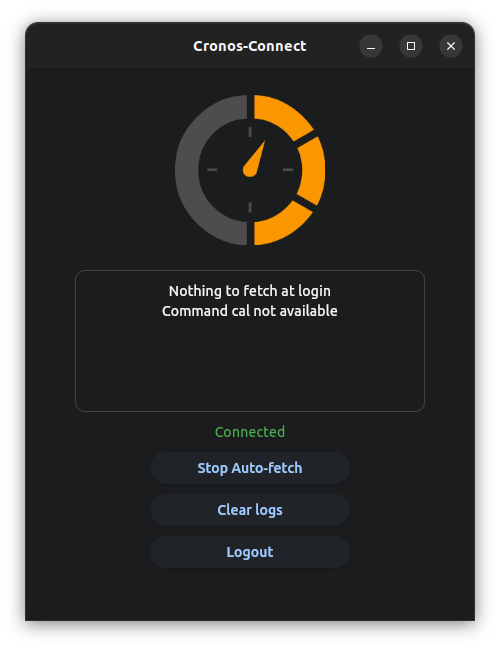 Cronos-Connect
Nothing to fetch at login
Command cal not available
Connected
Stop Auto-fetch
Clear logs
Logout